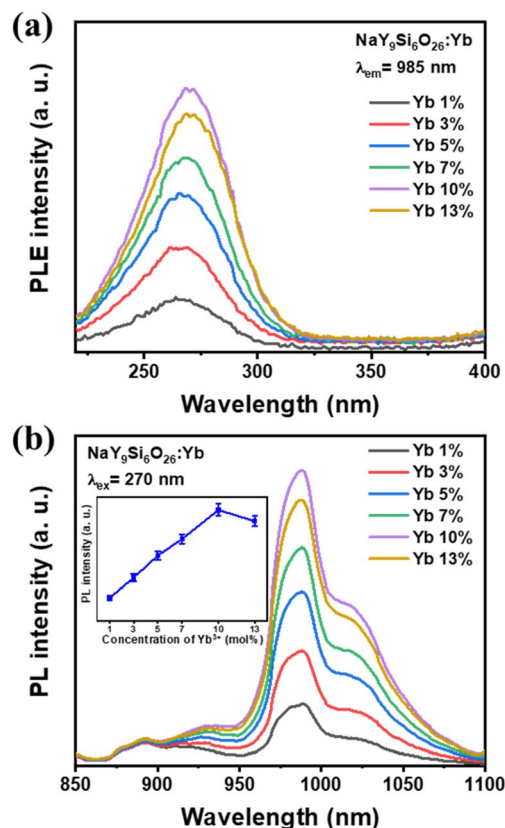 (a)
NaY₉Si₆O₂₆:Yb
λem= 985 nm
Yb 1%
Yb 3%
Yb 5%
Yb 7%
Yb 10%
Yb 13%
PLE intensity (a. u.)
250 300 350 400
Wavelength (nm)
(b)
NaY₉Si₆O₂₆:Yb
λex= 270 nm
Yb 1%
Yb 3%
Yb 5%
Yb 7%
Yb 10%
Yb 13%
PL intensity (a. u.)
1 3 5 7 10 13
Concentration of Yb³⁺ (mol%)
PL intensity (a. u.)
850 900 950 1000 1050 1100
Wavelength (nm)